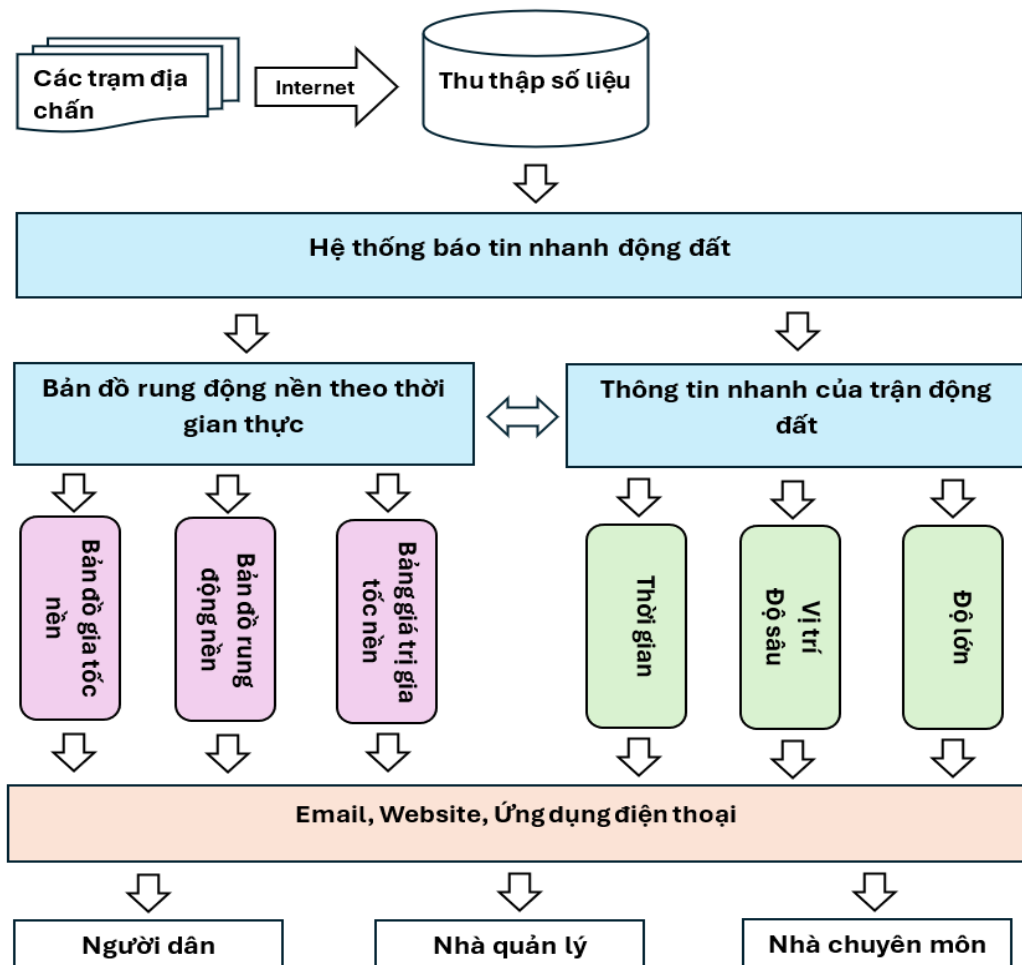 Các trạm địa
chấn
Internet
Thu thập số liệu
Hệ thống báo tin nhanh động đất
Bản đồ rung động nền theo thời
gian thực
Thông tin nhanh của trận động
đất
Bản đồ gia tốc
nền
Bản đồ rung
động nền
Bảng giá trị gia
tốc nền
Thời gian
Vị trí
Độ sâu
Độ lớn
Email, Website, Ứng dụng điện thoại
Người dân
Nhà quản lý
Nhà chuyên môn